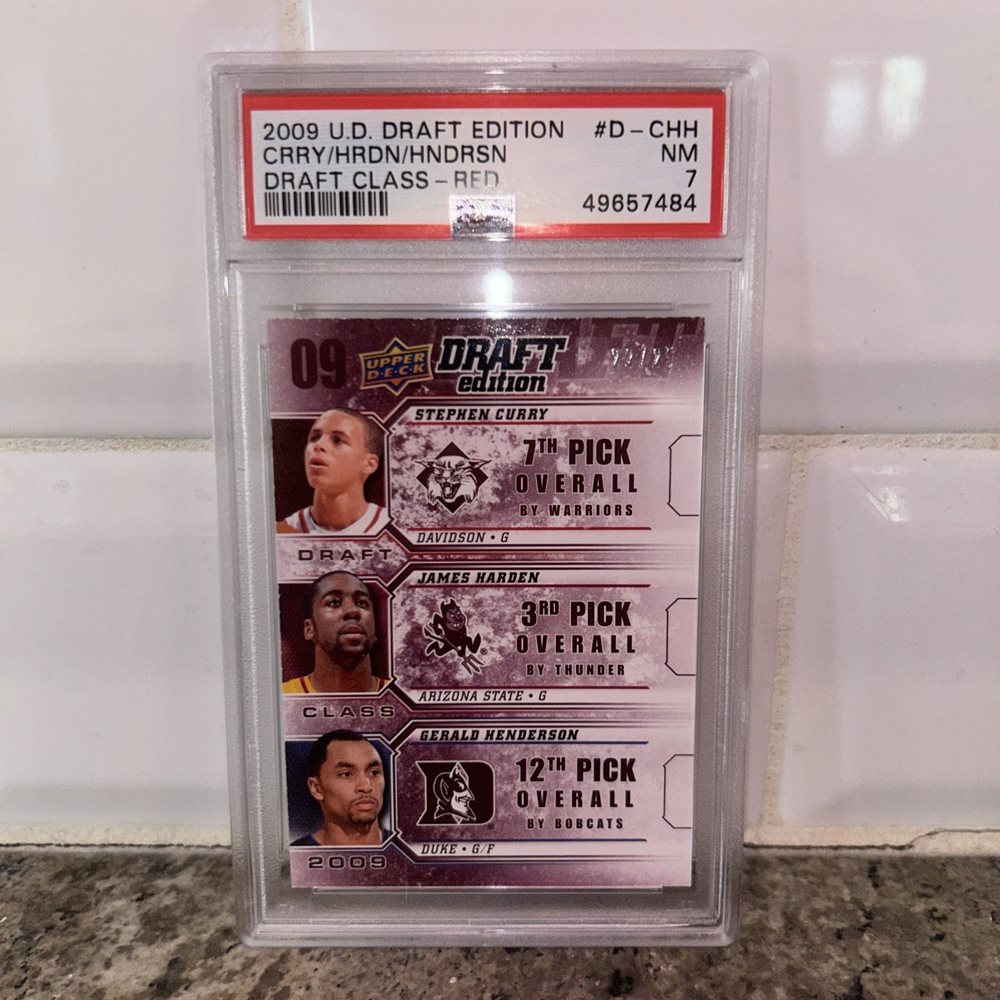 2009 U.D. DRAFT EDITION #D-CHH
CRRY/HRDN/HNDRSN NM
DRAFT CLASS-RED 7
49657484
09 UPPER DECK DRAFT edition
STEPHEN CURRY
7TH PICK
OVERALL
BY WARRIORS
DAVIDSON • G
DRAFT
JAMES HARDEN
3RD PICK
OVERALL
BY THUNDER
ARIZONA STATE • G
CLASS
GERALD HENDERSON
12TH PICK
OVERALL
BY BOBCATS
DUKE • G/F
2009